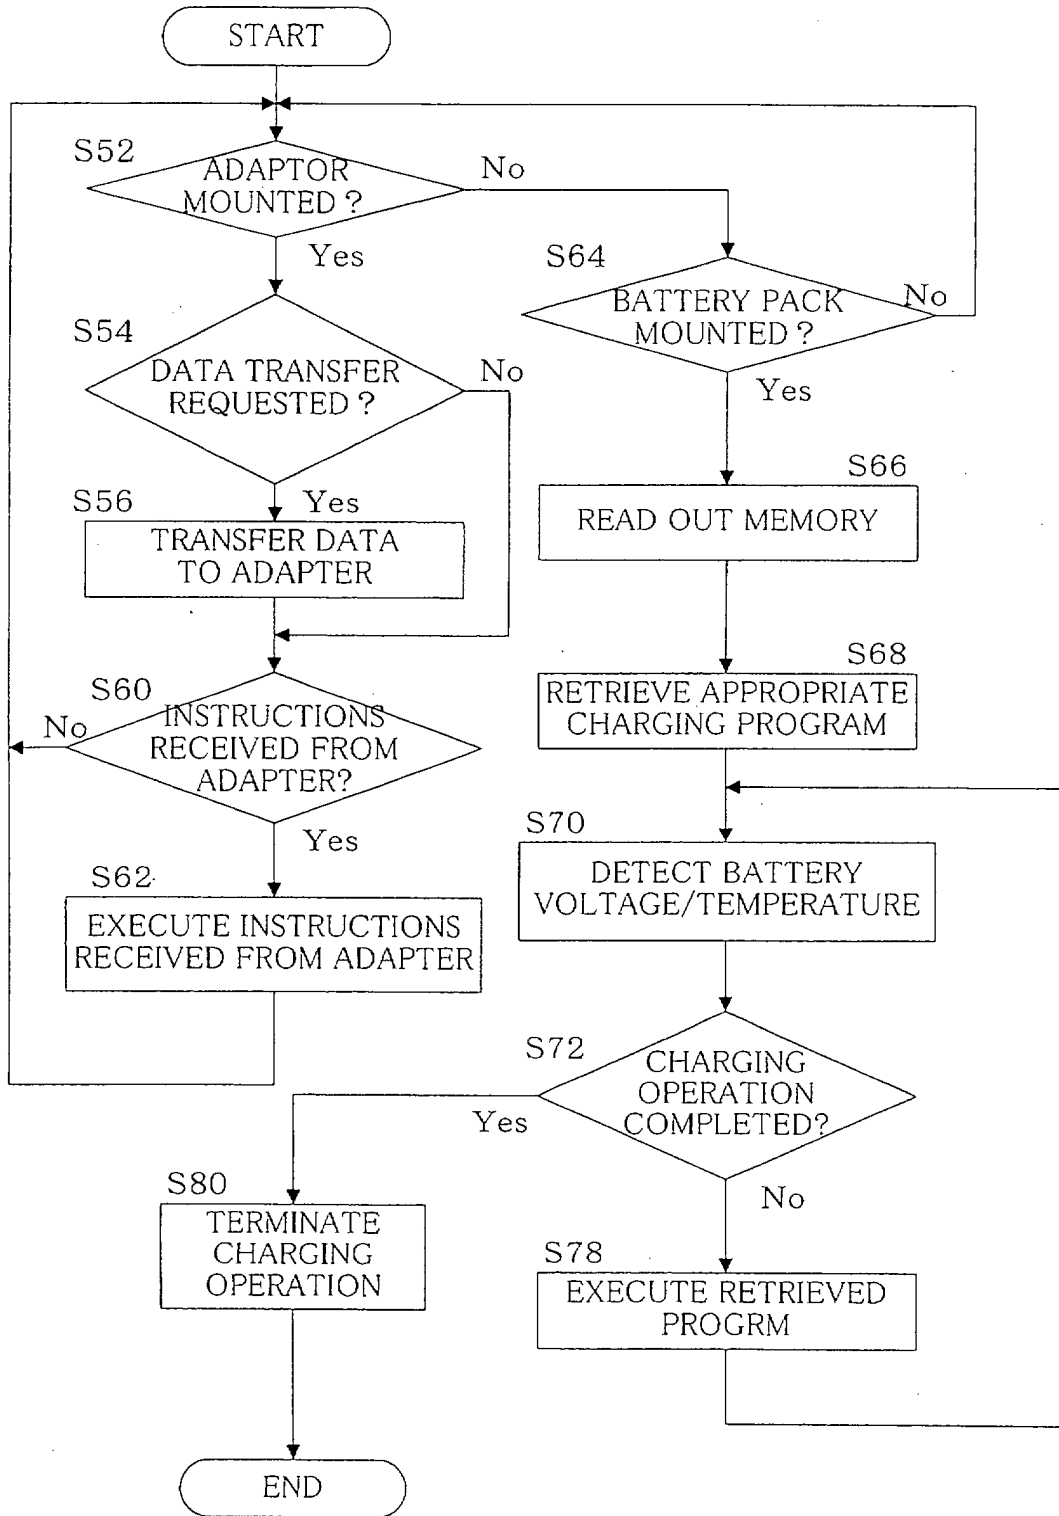 START
S52
ADAPTOR
MOUNTED?
No
Yes
S64
BATTERY PACK
MOUNTED?
No
Yes
S54
DATA TRANSFER
REQUESTED?
No
Yes
S56
TRANSFER DATA
TO ADAPTER
S66
READ OUT MEMORY
S60
No
INSTRUCTIONS
RECEIVED FROM
ADAPTER?
Yes
S68
RETRIEVE APPROPRIATE
CHARGING PROGRAM
S62
EXECUTE INSTRUCTIONS
RECEIVED FROM ADAPTER
S70
DETECT BATTERY
VOLTAGE/TEMPERATURE
S72
CHARGING
OPERATION
COMPLETED?
Yes
No
S80
TERMINATE
CHARGING
OPERATION
S78
EXECUTE RETRIEVED
PROGRM
END